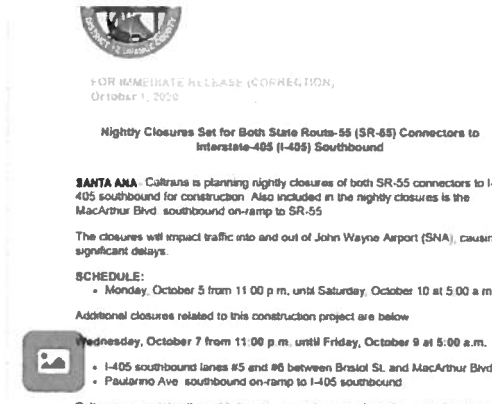 DISTRICT 12 ORANGE COUNTY
FOR IMMEDIATE RELEASE (CORRECTION)
October 1, 2020
Nightly Closures Set for Both State Route-55 (SR-55) Connectors to
Interstate-405 (I-405) Southbound
SANTA ANA - Caltrans is planning nightly closures of both SR-55 connectors to I-
405 southbound for construction. Also included in the nightly closures is the
MacArthur Blvd. southbound on-ramp to SR-55
The closures will impact traffic into and out of John Wayne Airport (SNA), causin
significant delays.
SCHEDULE:
• Monday, October 5 from 11:00 p.m. until Saturday, October 10 at 5:00 a.m
Additional closures related to this construction project are below
Wednesday, October 7 from 11:00 p.m. until Friday, October 9 at 5:00 a.m.
• I-405 southbound lanes #5 and #6 between Bristol St. and MacArthur Blvd
• Paularino Ave. southbound on-ramp to I-405 southbound